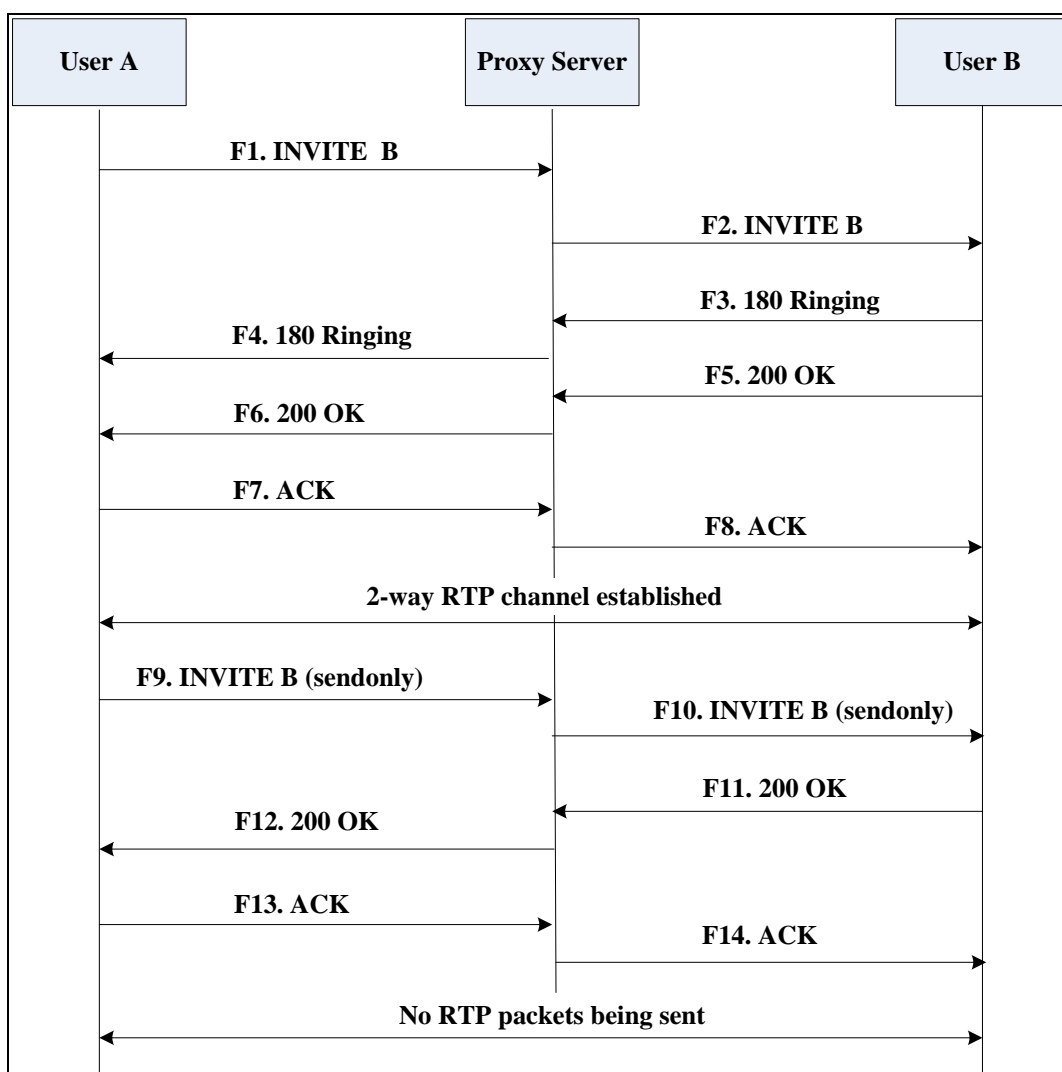 User A
Proxy Server
User B
F1. INVITE B
F2. INVITE B
F3. 180 Ringing
F4. 180 Ringing
F5. 200 OK
F6. 200 OK
F7. ACK
F8. ACK
2-way RTP channel established
F9. INVITE B (sendonly)
F10. INVITE B (sendonly)
F11. 200 OK
F12. 200 OK
F13. ACK
F14. ACK
No RTP packets being sent